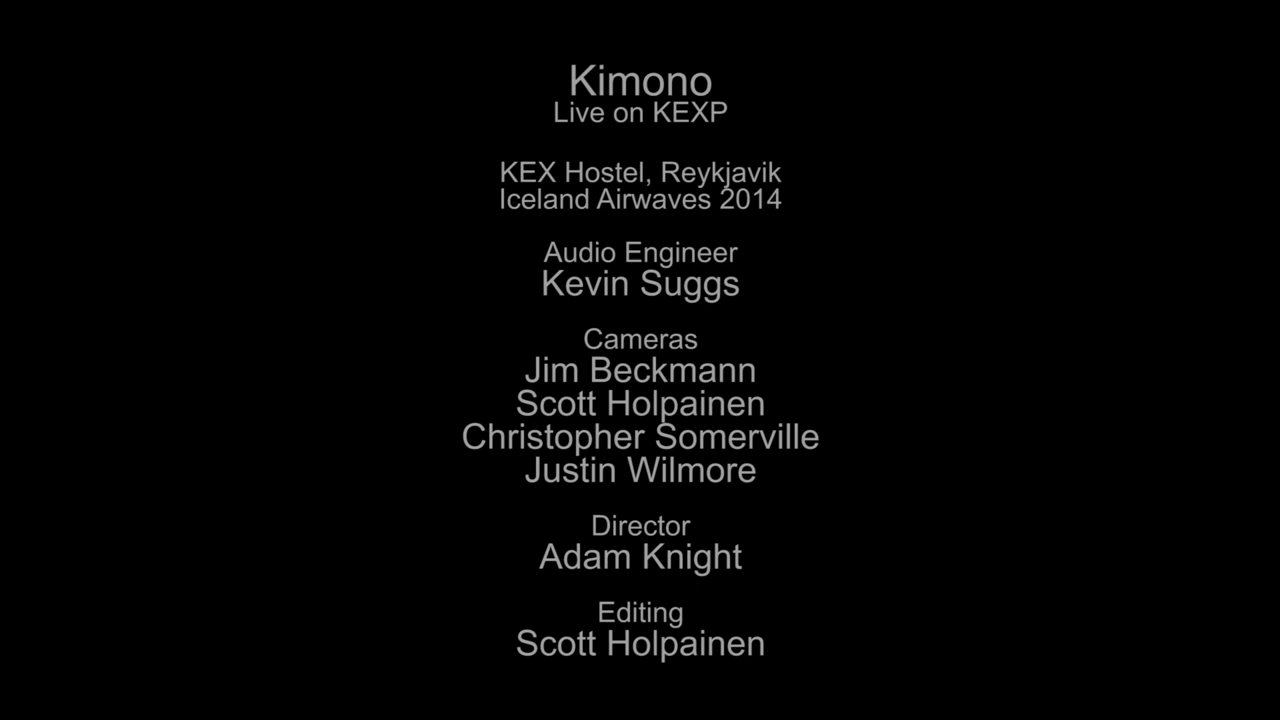 Kimono
Live on KEXP
KEX Hostel, Reykjavik
Iceland Airwaves 2014
Audio Engineer
Kevin Suggs
Cameras
Jim Beckmann
Scott Holpainen
Christopher Somerville
Justin Wilmore
Director
Adam Knight
Editing
Scott Holpainen